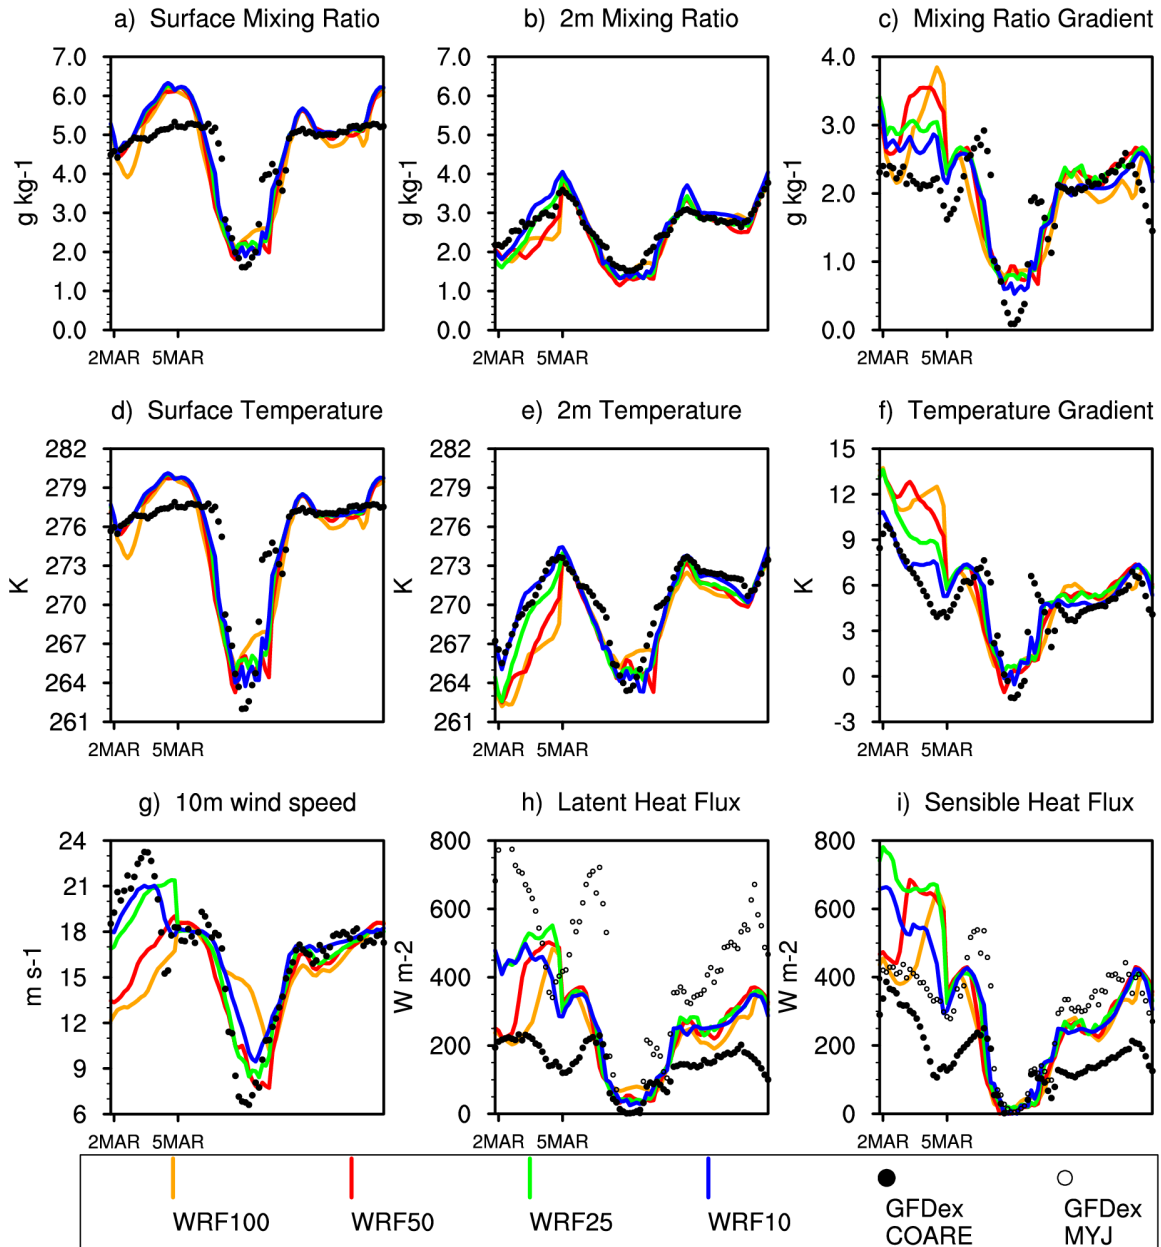 a) Surface Mixing Ratio
b) 2m Mixing Ratio
c) Mixing Ratio Gradient
7.0
6.0
5.0
4.0
3.0
2.0
1.0
0.0
g kg-1
2MAR
5MAR
7.0
6.0
5.0
4.0
3.0
2.0
1.0
0.0
g kg-1
2MAR
5MAR
4.0
3.0
2.0
1.0
0.0
g kg-1
2MAR
5MAR
d) Surface Temperature
e) 2m Temperature
f) Temperature Gradient
282
279
276
273
270
267
264
261
K
2MAR
5MAR
282
279
276
273
270
267
264
261
K
2MAR
5MAR
15
12
9
6
3
0
-3
K
2MAR
5MAR
g) 10m wind speed
h) Latent Heat Flux
i) Sensible Heat Flux
24
21
18
15
12
9
6
m s-1
2MAR
5MAR
800
600
400
200
0
W m-2
2MAR
5MAR
800
600
400
200
0
W m-2
2MAR
5MAR
WRF100
WRF50
WRF25
WRF10
GFDex
COARE
GFDex
MYJ